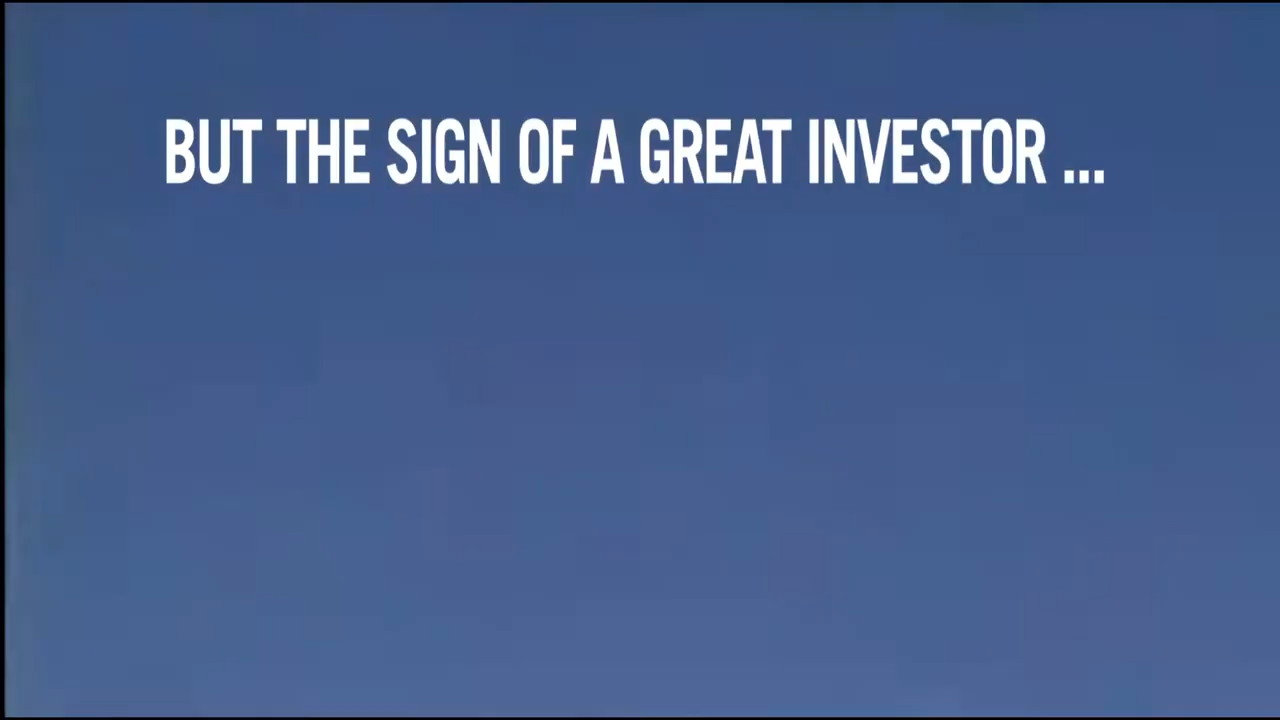 BUT THE SIGN OF A GREAT INVESTOR ...